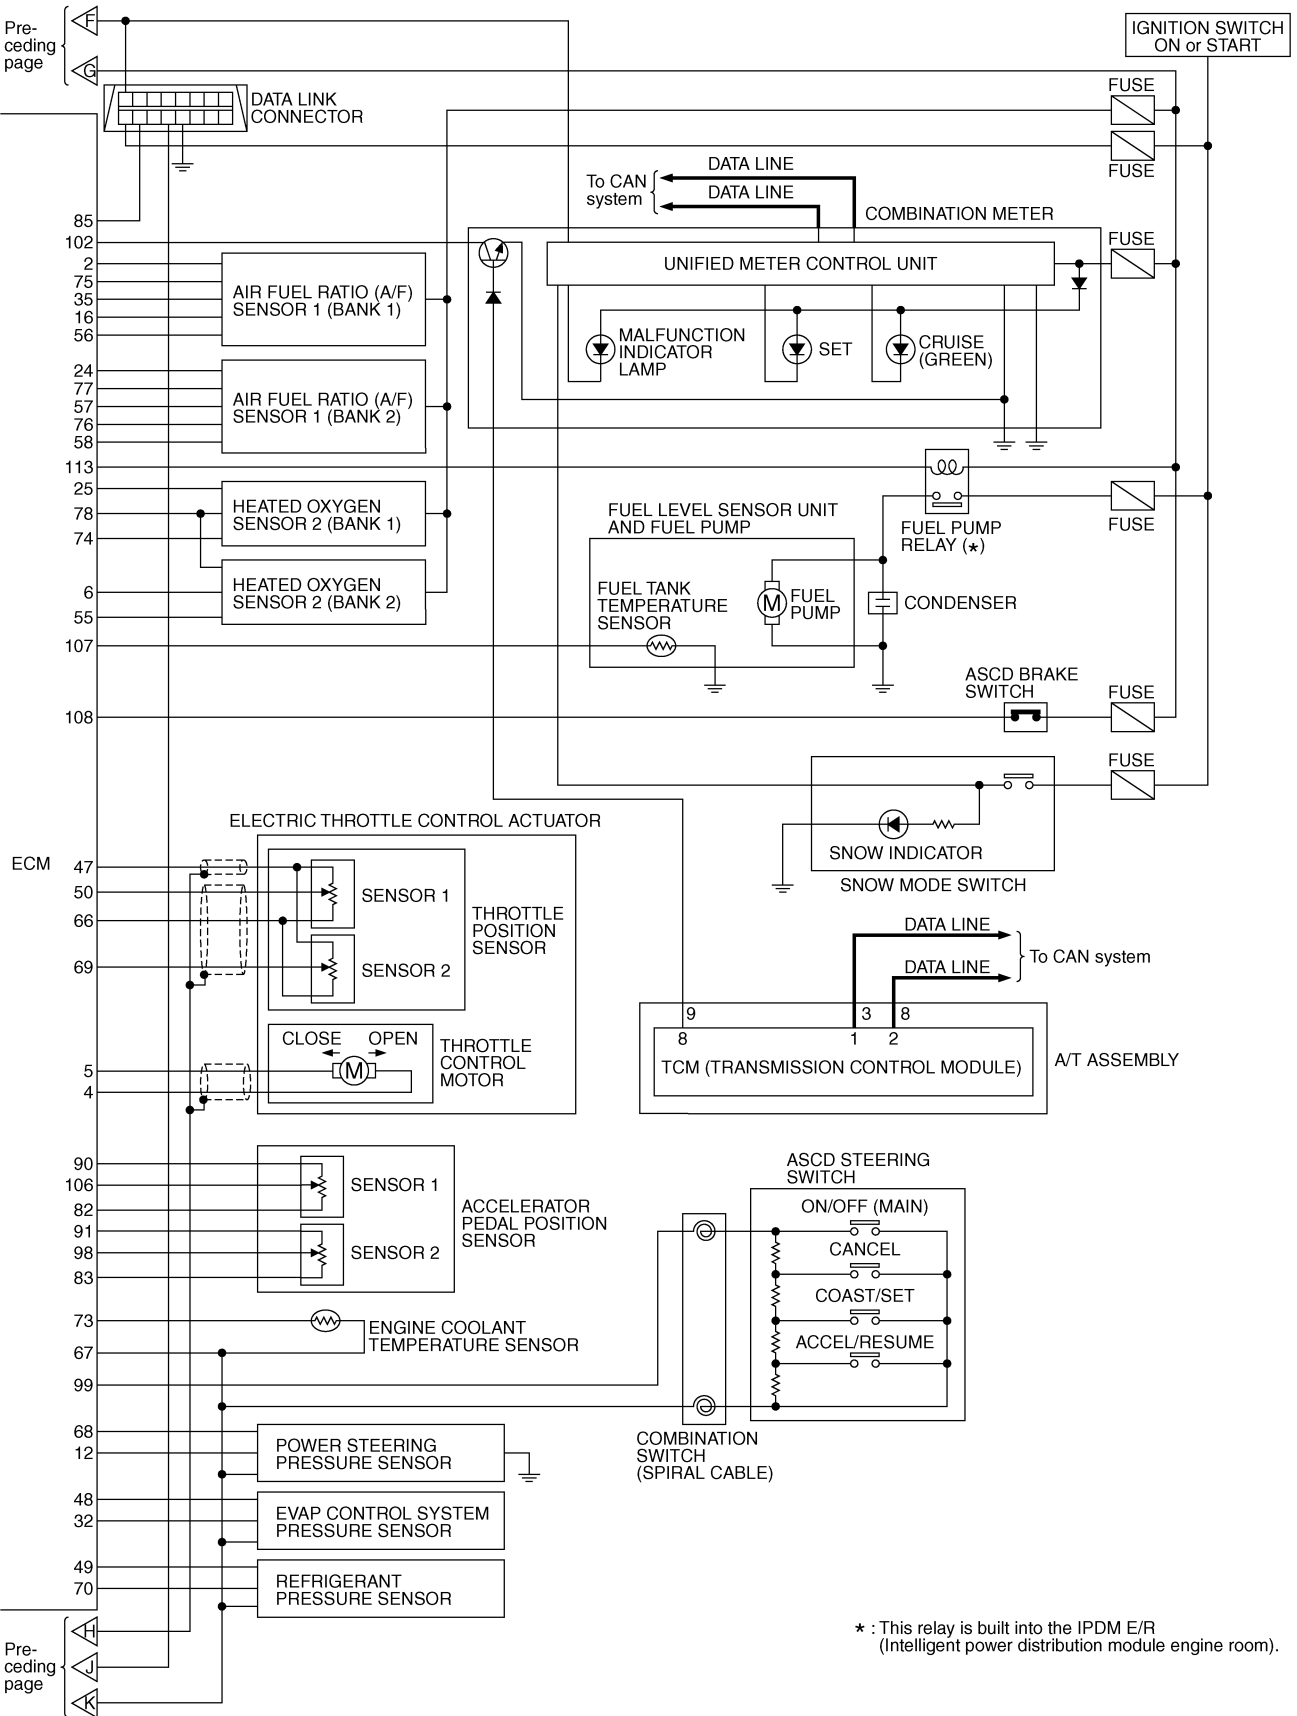 Pre-
ceding
page
F
G
IGNITION SWITCH
ON or START
DATA LINK
CONNECTOR
FUSE
FUSE
DATA LINE
To CAN
system
DATA LINE
COMBINATION METER
85
102
2
75
35
16
56
AIR FUEL RATIO (A/F)
SENSOR 1 (BANK 1)
UNIFIED METER CONTROL UNIT
FUSE
MALFUNCTION
INDICATOR
LAMP
SET
CRUISE
(GREEN)
24
77
57
76
58
AIR FUEL RATIO (A/F)
SENSOR 1 (BANK 2)
113
25
78
74
HEATED OXYGEN
SENSOR 2 (BANK 1)
FUEL LEVEL SENSOR UNIT
AND FUEL PUMP
FUEL PUMP
RELAY (*)
FUSE
6
55
HEATED OXYGEN
SENSOR 2 (BANK 2)
FUEL TANK
TEMPERATURE
SENSOR
M
FUEL
PUMP
CONDENSER
107
ASCD BRAKE
SWITCH
FUSE
108
FUSE
SNOW INDICATOR
SNOW MODE SWITCH
ELECTRIC THROTTLE CONTROL ACTUATOR
ECM
47
50
66
69
SENSOR 1
SENSOR 2
THROTTLE
POSITION
SENSOR
DATA LINE
DATA LINE
To CAN system
9
3
8
8
1
2
TCM (TRANSMISSION CONTROL MODULE)
A/T ASSEMBLY
CLOSE
OPEN
M
THROTTLE
CONTROL
MOTOR
5
4
90
106
82
91
98
83
SENSOR 1
SENSOR 2
ACCELERATOR
PEDAL POSITION
SENSOR
ASCD STEERING
SWITCH
ON/OFF (MAIN)
CANCEL
COAST/SET
ACCEL/RESUME
73
67
99
ENGINE COOLANT
TEMPERATURE SENSOR
COMBINATION
SWITCH
(SPIRAL CABLE)
68
12
POWER STEERING
PRESSURE SENSOR
48
32
EVAP CONTROL SYSTEM
PRESSURE SENSOR
49
70
REFRIGERANT
PRESSURE SENSOR
Pre-
ceding
page
H
J
K
* : This relay is built into the IPDM E/R
(Intelligent power distribution module engine room).